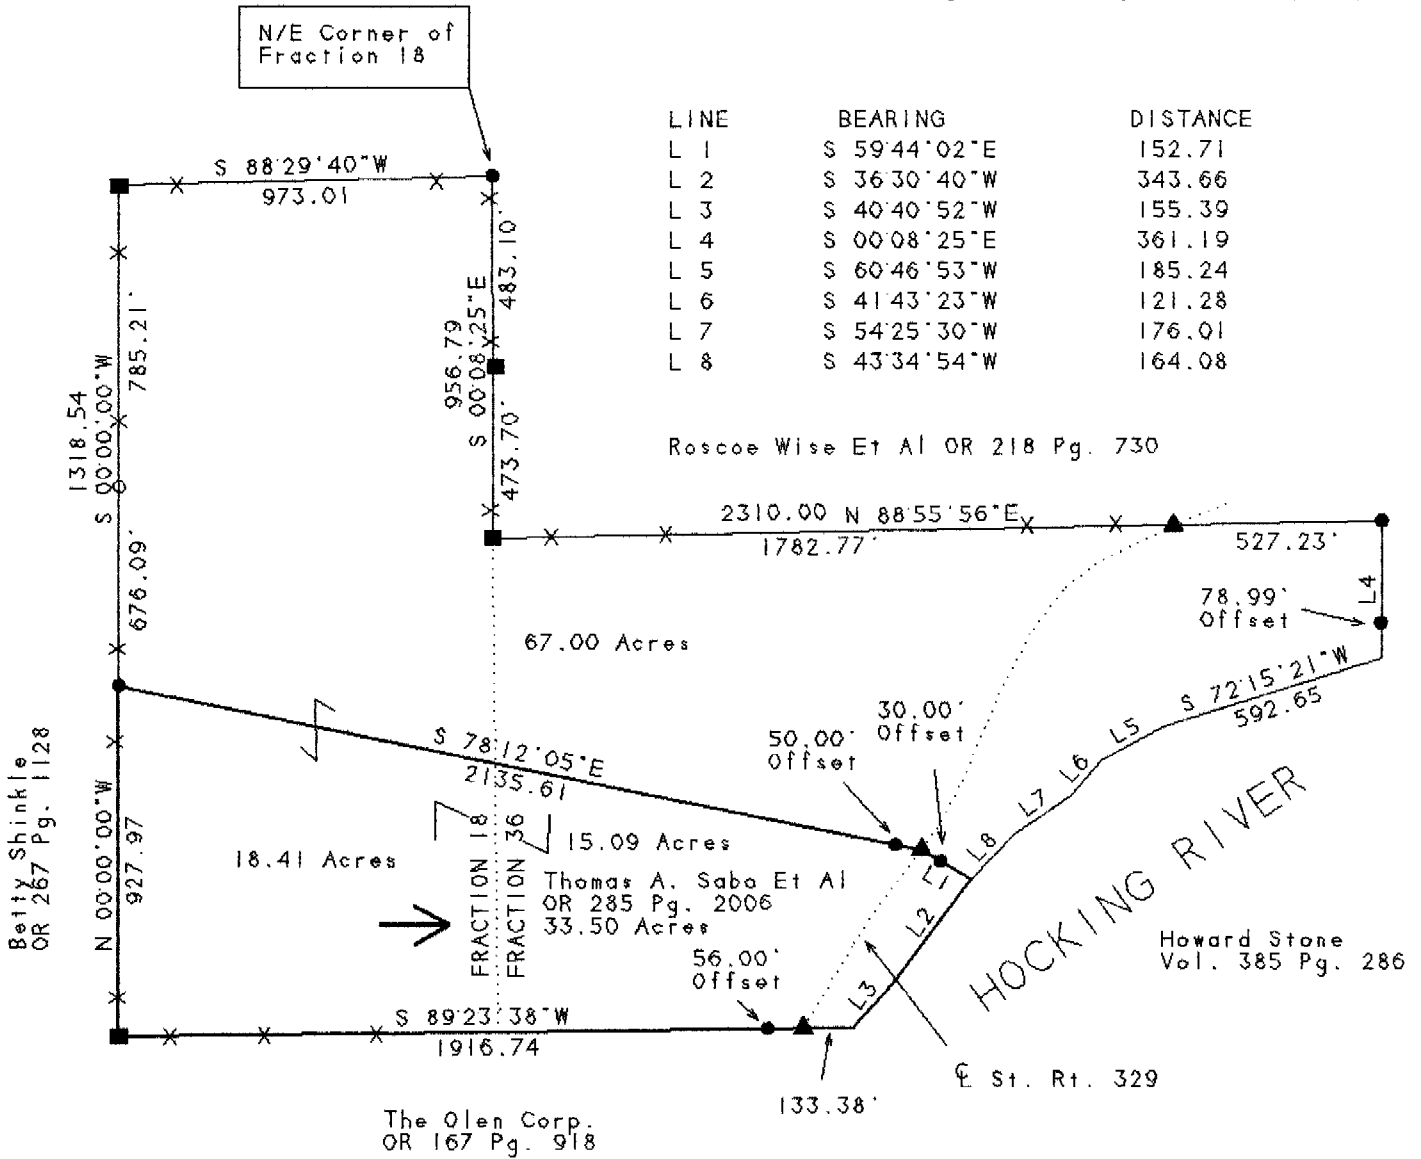 N/E Corner of
Fraction 18
LINE BEARING DISTANCE
L 1 S 59°44'02"E 152.71
L 2 S 36°30'40"W 343.66
L 3 S 40°40'52"W 155.39
L 4 S 00°08'25"E 361.19
L 5 S 60°46'53"W 185.24
L 6 S 41°43'23"W 121.28
L 7 S 54°25'30"W 176.01
L 8 S 43°34'54"W 164.08
S 88°29'40"W
973.01
483.10'
956.79
S 00°08'25"E
473.70'
1318.54
S 00°00'00"W
785.21'
676.09'
Roscoe Wise Et Al OR 218 Pg. 730
2310.00 N 88°55'56"E
1782.77'
527.23'
L4
78.99'
Offset
67.00 Acres
S 72°15'21"W
592.65
L5
L6
L7
L8
30.00'
Offset
50.00'
Offset
S 78°12'05"E
2135.61
Betty Shinkle
OR 267 Pg. 1128
N 00°00'00"W
927.97
18.41 Acres
FRACTION 18
FRACTION 36
15.09 Acres
Thomas A. Sabo Et Al
OR 285 Pg. 2006
33.50 Acres
L2
L3
HOCKING RIVER
Howard Stone
Vol. 385 Pg. 286
56.00'
Offset
S 89°23'38"W
1916.74
133.38'
℄ St. Rt. 329
The Olen Corp.
OR 167 Pg. 918